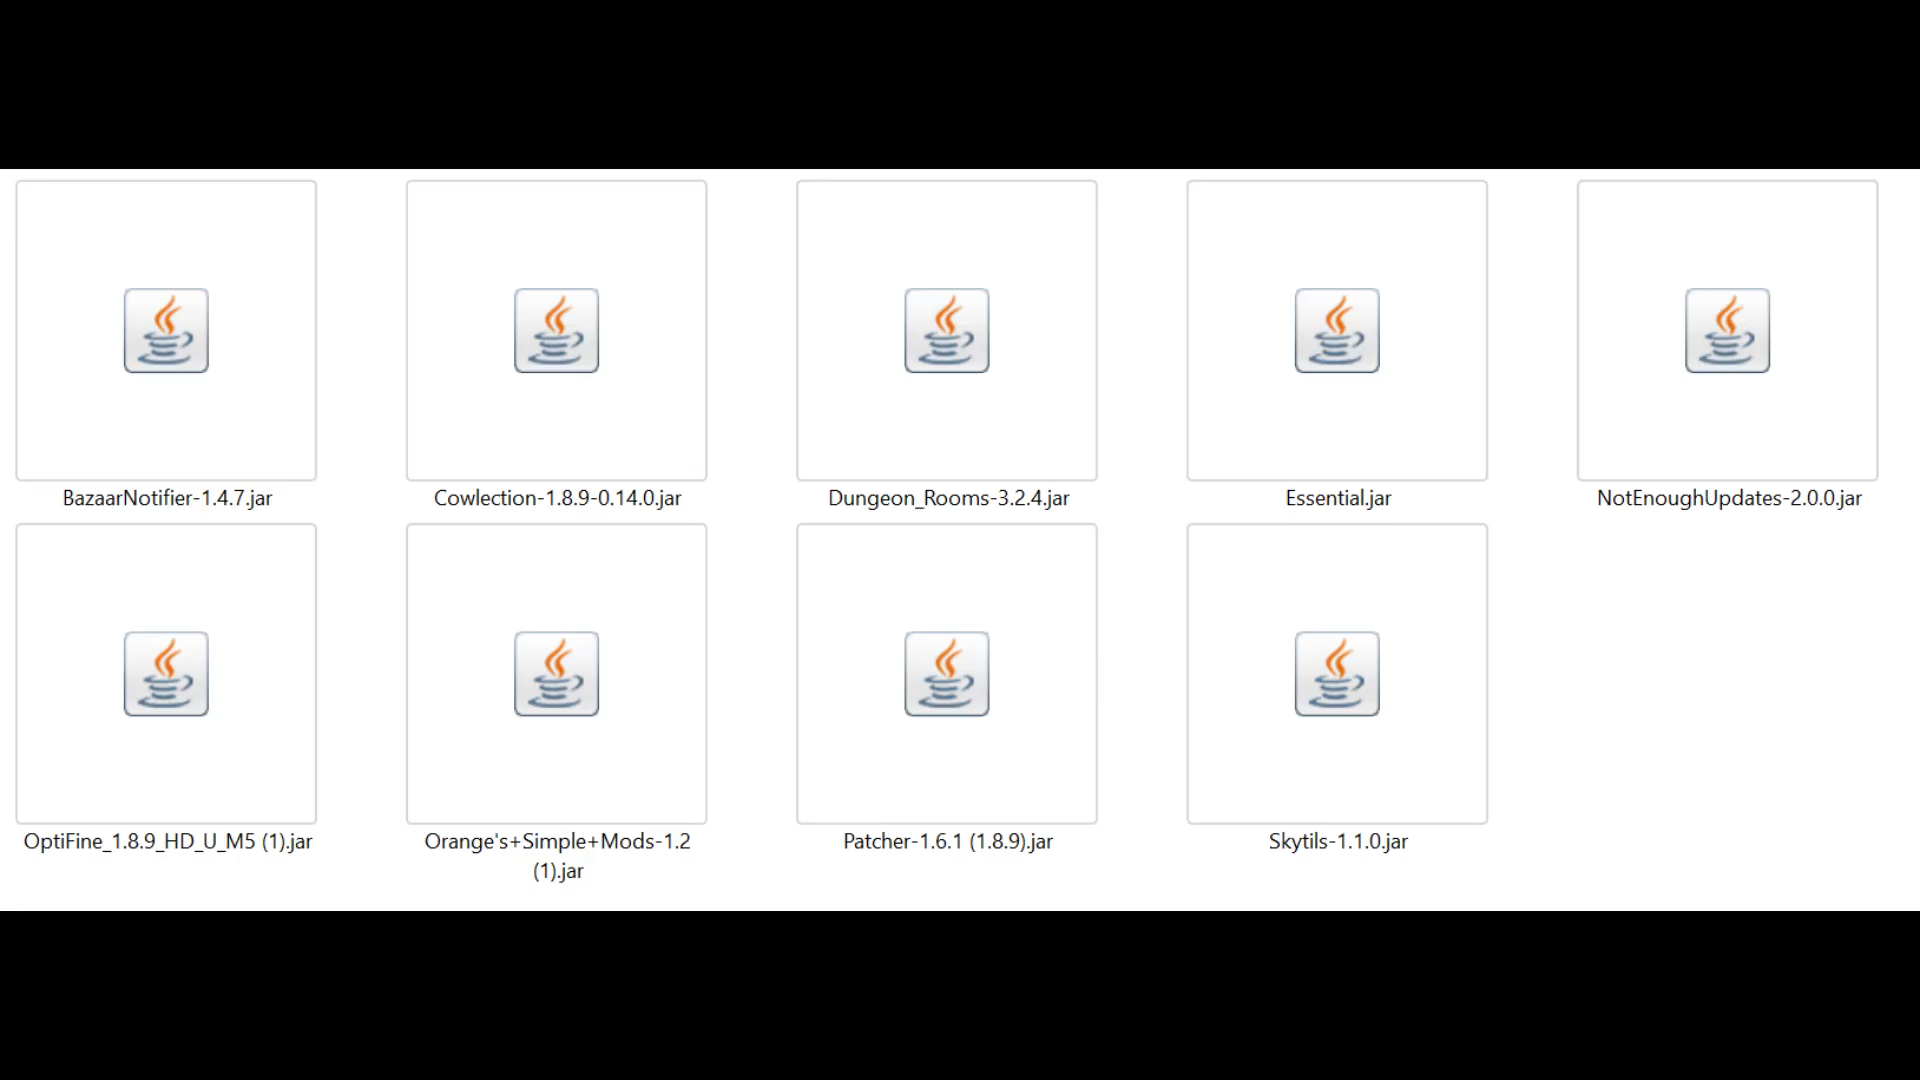 BazaarNotifier-1.4.7.jar
Cowlection-1.8.9-0.14.0.jar
Dungeon_Rooms-3.2.4.jar
Essential.jar
NotEnoughUpdates-2.0.0.jar
OptiFine_1.8.9_HD_U_M5 (1).jar
Orange's+Simple+Mods-1.2
(1).jar
Patcher-1.6.1 (1.8.9).jar
Skytils-1.1.0.jar